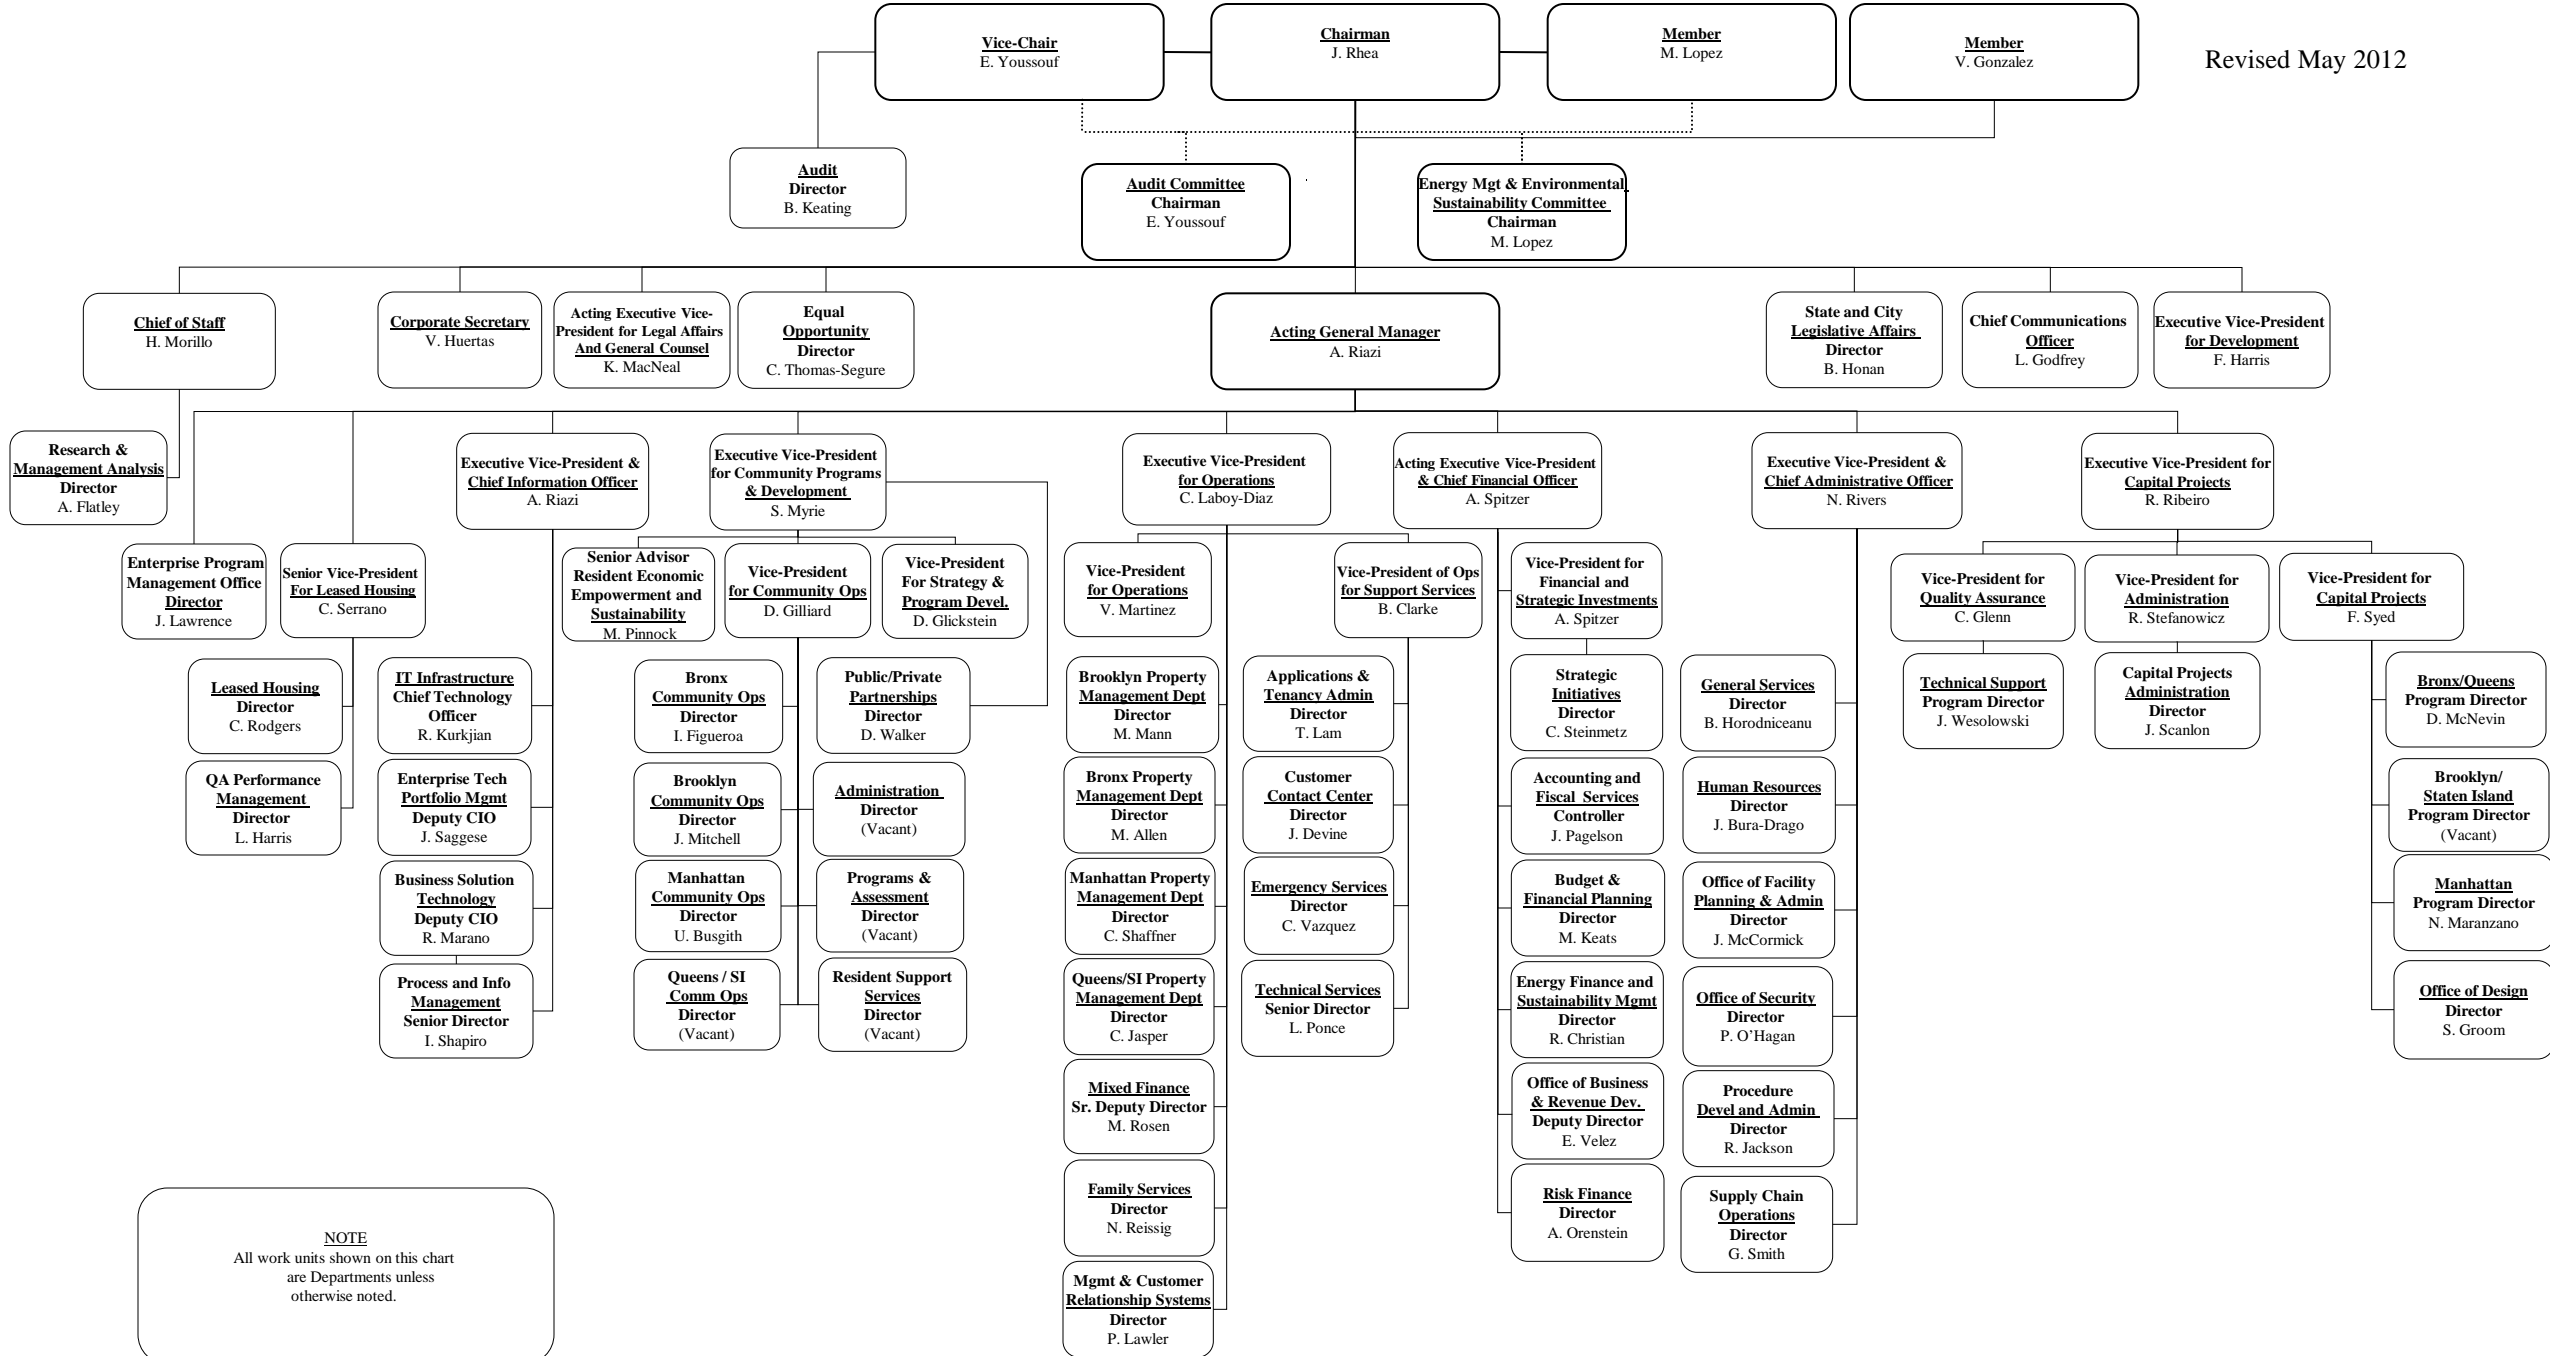 Vice-Chair
E. Youssouf
Chairman
J. Rhea
Member
M. Lopez
Member
V. Gonzalez
Revised May 2012
Audit
Director
B. Keating
Audit Committee
Chairman
E. Youssouf
Energy Mgt & Environmental
Sustainability Committee
Chairman
M. Lopez
Chief of Staff
H. Morillo
Corporate Secretary
V. Huertas
Acting Executive Vice-
President for Legal Affairs
And General Counsel
K. MacNeal
Equal
Opportunity
Director
C. Thomas-Segure
Acting General Manager
A. Riazi
State and City
Legislative Affairs
Director
B. Honan
Chief Communications
Officer
L. Godfrey
Executive Vice-President
for Development
F. Harris
Research &
Management Analysis
Director
A. Flatley
Executive Vice-President &
Chief Information Officer
A. Riazi
Executive Vice-President
for Community Programs
& Development
S. Myrie
Executive Vice-President
for Operations
C. Laboy-Diaz
Acting Executive Vice-President
& Chief Financial Officer
A. Spitzer
Executive Vice-President &
Chief Administrative Officer
N. Rivers
Executive Vice-President for
Capital Projects
R. Ribeiro
Enterprise Program
Management Office
Director
J. Lawrence
Senior Vice-President
For Leased Housing
C. Serrano
Senior Advisor
Resident Economic
Empowerment and
Sustainability
M. Pinnock
Vice-President
for Community Ops
D. Gilliard
Vice-President
For Strategy &
Program Devel.
D. Glickstein
Vice-President
for Operations
V. Martinez
Vice-President of Ops
for Support Services
B. Clarke
Vice-President for
Financial and
Strategic Investments
A. Spitzer
Vice-President for
Quality Assurance
C. Glenn
Vice-President for
Administration
R. Stefanowicz
Vice-President for
Capital Projects
F. Syed
Leased Housing
Director
C. Rodgers
IT Infrastructure
Chief Technology
Officer
R. Kurkjian
Bronx
Community Ops
Director
I. Figueroa
Public/Private
Partnerships
Director
D. Walker
Brooklyn Property
Management Dept
Director
M. Mann
Applications &
Tenancy Admin
Director
T. Lam
Strategic
Initiatives
Director
C. Steinmetz
General Services
Director
B. Horodniceanu
Technical Support
Program Director
J. Wesolowski
Capital Projects
Administration
Director
J. Scanlon
Bronx/Queens
Program Director
D. McNevin
QA Performance
Management
Director
L. Harris
Enterprise Tech
Portfolio Mgmt
Deputy CIO
J. Saggese
Brooklyn
Community Ops
Director
J. Mitchell
Administration
Director
(Vacant)
Bronx Property
Management Dept
Director
M. Allen
Customer
Contact Center
Director
J. Devine
Accounting and
Fiscal Services
Controller
J. Pagelson
Human Resources
Director
J. Bura-Drago
Brooklyn/
Staten Island
Program Director
(Vacant)
Business Solution
Technology
Deputy CIO
R. Marano
Manhattan
Community Ops
Director
U. Busgith
Programs &
Assessment
Director
(Vacant)
Manhattan Property
Management Dept
Director
C. Shaffner
Emergency Services
Director
C. Vazquez
Budget &
Financial Planning
Director
M. Keats
Office of Facility
Planning & Admin
Director
J. McCormick
Manhattan
Program Director
N. Maranzano
Process and Info
Management
Senior Director
I. Shapiro
Queens / SI
Comm Ops
Director
(Vacant)
Resident Support
Services
Director
(Vacant)
Queens/SI Property
Management Dept
Director
C. Jasper
Technical Services
Senior Director
L. Ponce
Energy Finance and
Sustainability Mgmt
Director
R. Christian
Office of Security
Director
P. O’Hagan
Office of Design
Director
S. Groom
Mixed Finance
Sr. Deputy Director
M. Rosen
Office of Business
& Revenue Dev.
Deputy Director
E. Velez
Procedure
Devel and Admin
Director
R. Jackson
Family Services
Director
N. Reissig
Risk Finance
Director
A. Orenstein
Supply Chain
Operations
Director
G. Smith
Mgmt & Customer
Relationship Systems
Director
P. Lawler
NOTE
All work units shown on this chart
are Departments unless
otherwise noted.